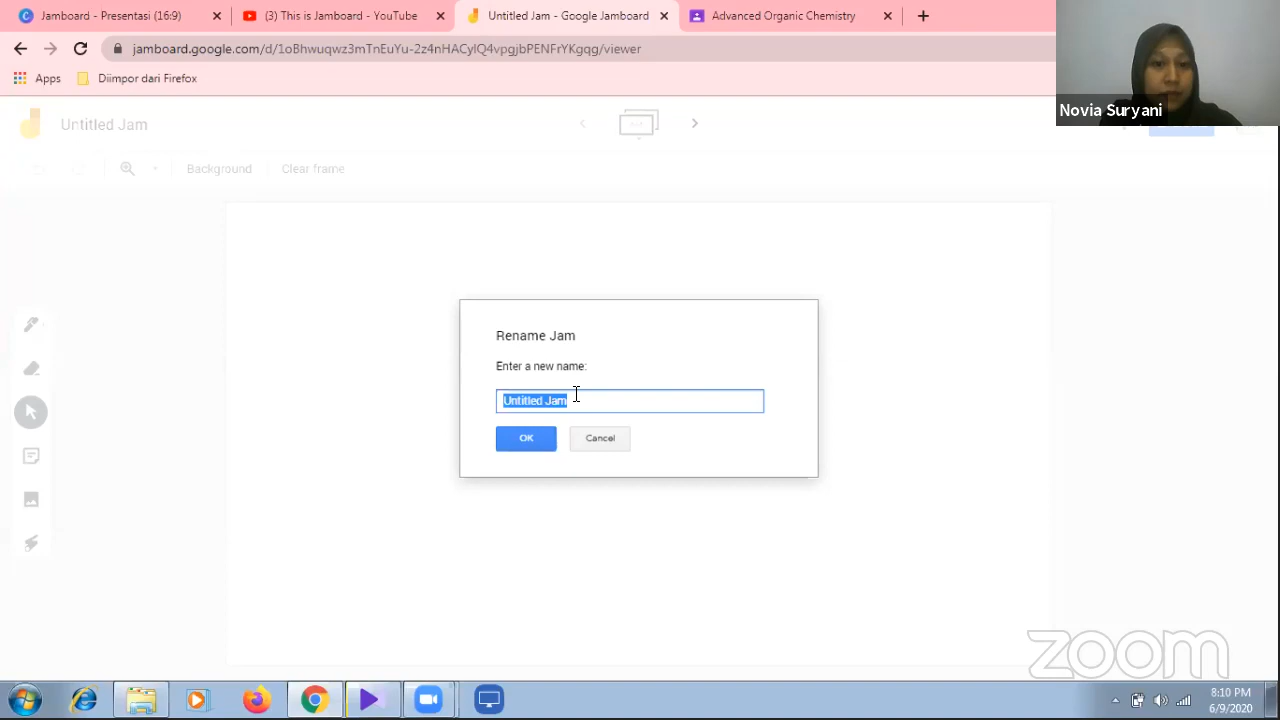 Jamboard - Presentasi (16:9)
(3) This is Jamboard - YouTube
Untitled Jam - Google Jamboard
Advanced Organic Chemistry
jamboard.google.com/d/1oBhwuqwz3mTnEuYu-2z4nHACylQ4vpgjbPENFrYKgqg/viewer
Apps
Diimpor dari Firefox
Novia Suryani
Untitled Jam
Background
Clear frame
Rename Jam
Enter a new name:
Untitled Jam
OK
Cancel
zoom
8:10 PM
6/9/2020